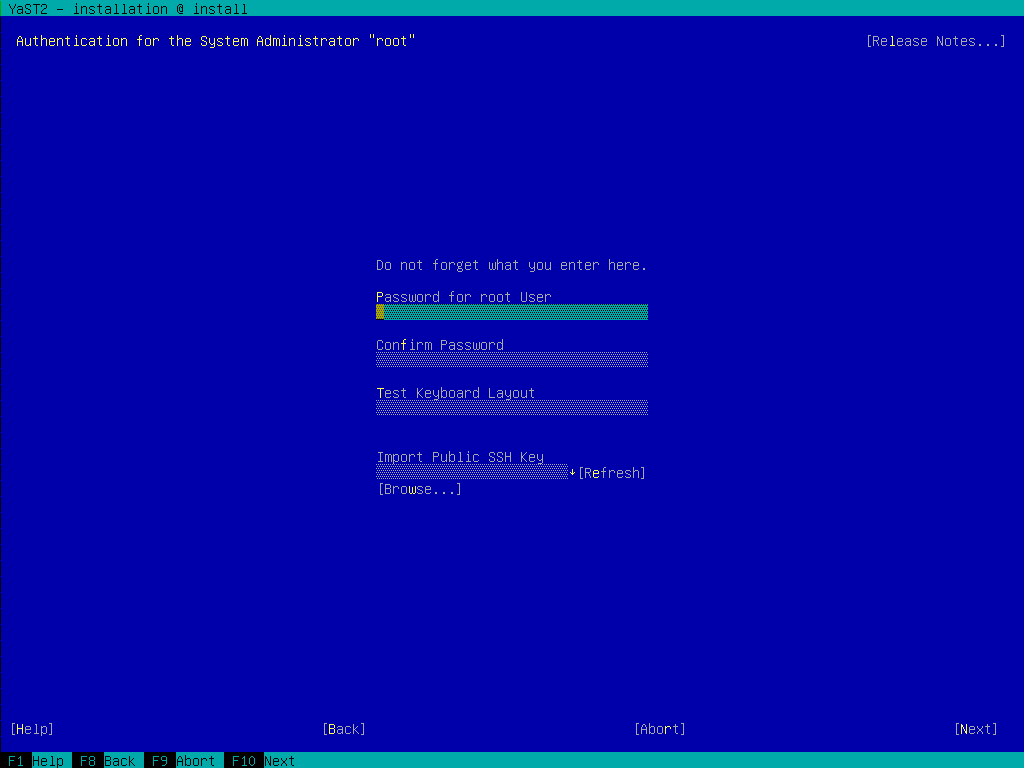 YaST2 - installation @ install
Authentication for the System Administrator "root" [Release Notes...]
Do not forget what you enter here.
Password for root User
Confirm Password
Test Keyboard Layout
Import Public SSH Key
↓[Refresh]
[Browse...]
[Help] [Back] [Abort] [Next]
F1 Help F8 Back F9 Abort F10 Next